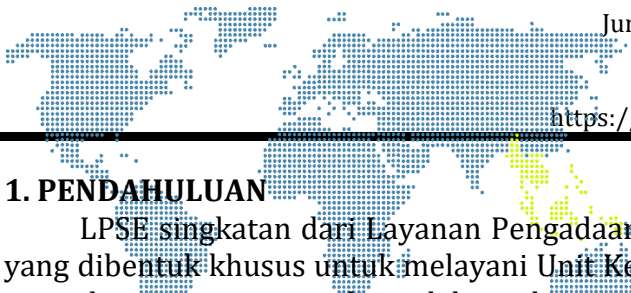 Jur
https:/
1. PENDAHULUAN
LPSE singkatan dari Layanan Pengadaan
yang dibentuk khusus untuk melayani Unit Ke